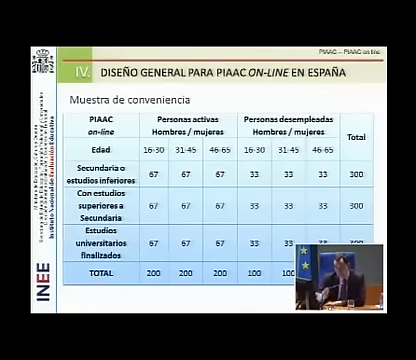 PIAAC – PIAAC on line
IV. DISEÑO GENERAL PARA PIAAC ON-LINE EN ESPAÑA
Muestra de conveniencia
PIAAC on-line Personas activas Hombres / mujeres Personas desempleadas Hombres / mujeres Total
Edad 16-30 31-45 46-65 16-30 31-45 46-65
Secundaria o estudios inferiores 67 67 67 33 33 33 300
Con estudios superiores a Secundaria 67 67 67 33 33 33 300
Estudios universitarios finalizados 67 67 67 33 33 33 300
TOTAL 200 200 200 100 100
INEE
Instituto Nacional de Evaluación Educativa